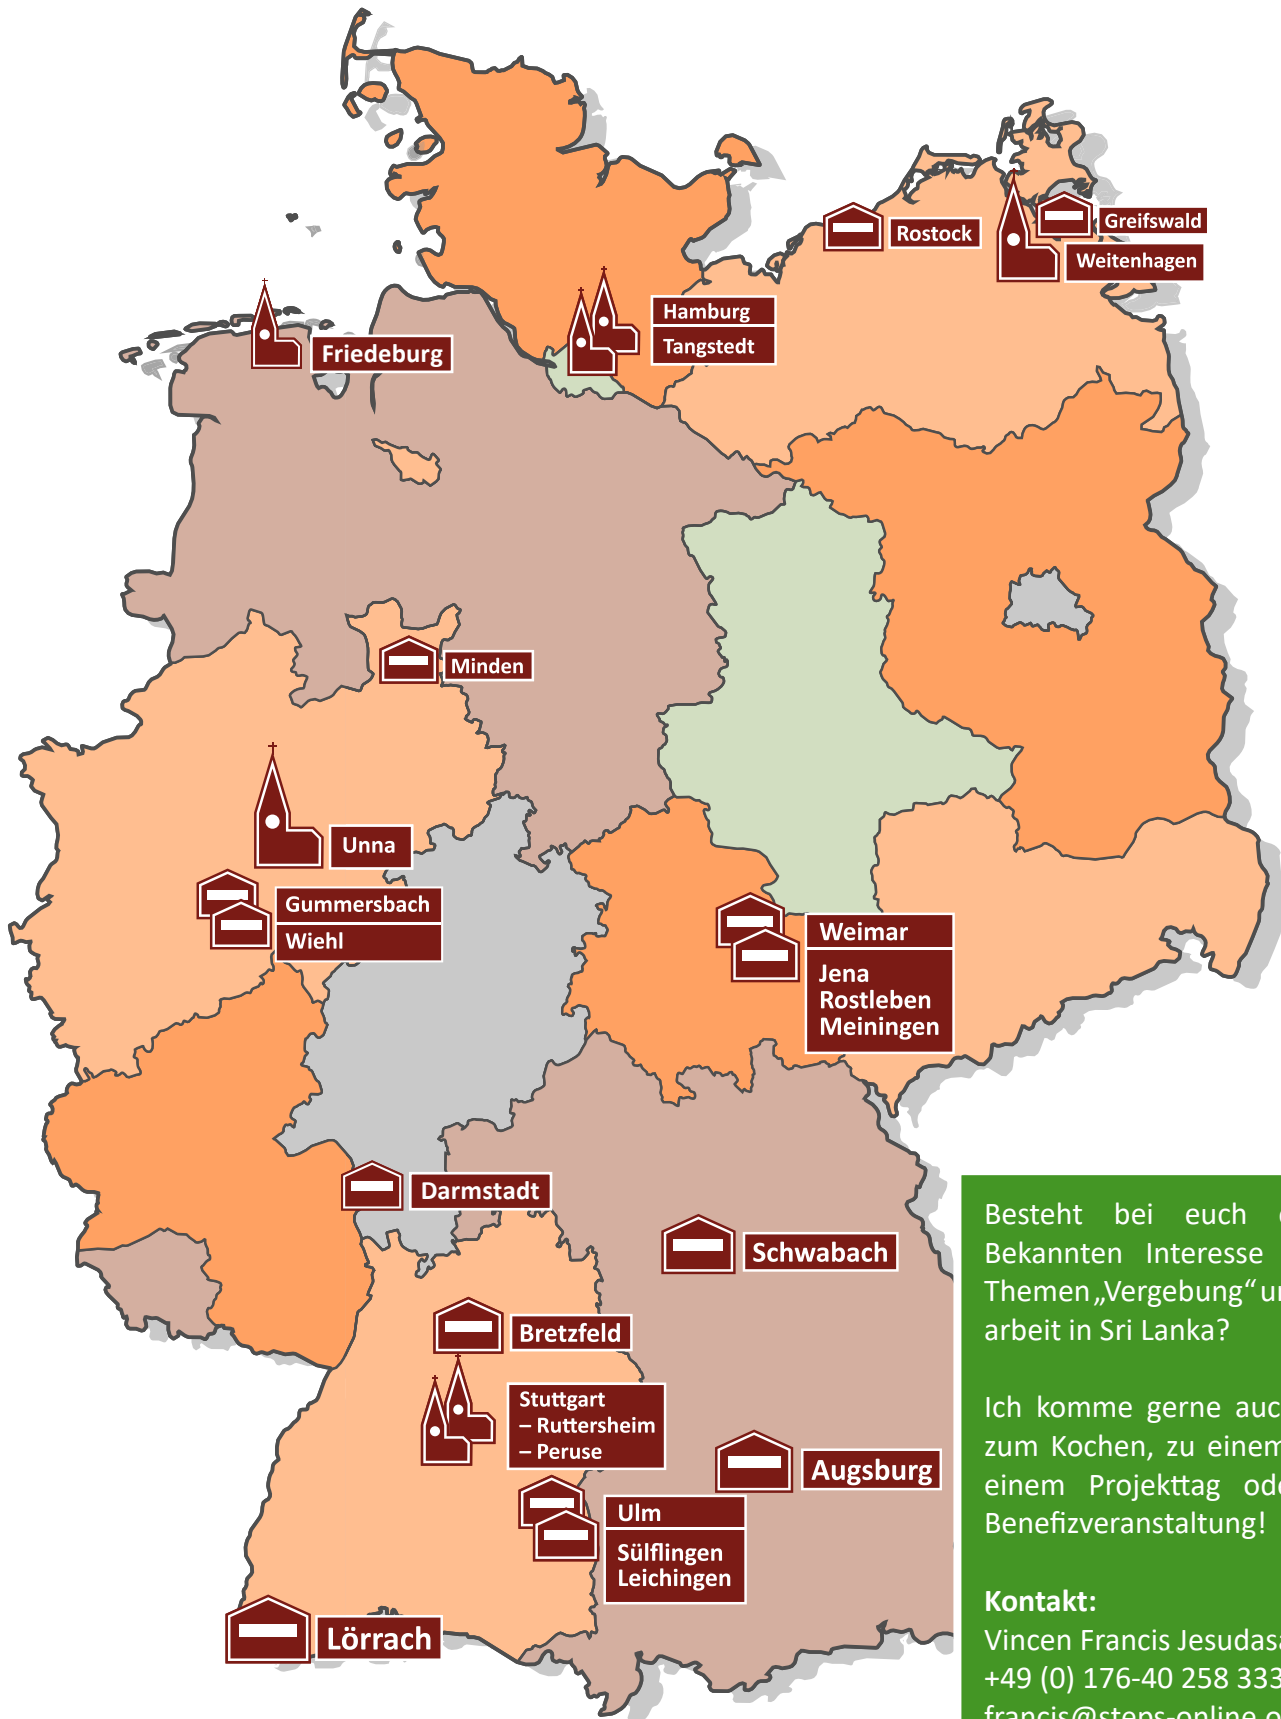 Rostock
Greifswald
Weitenhagen
Hamburg
Tangstedt
Friedeburg
Minden
Unna
Gummersbach
Wiehl
Weimar
Jena
Rostleben
Meiningen
Darmstadt
Schwabach
Bretzfeld
Stuttgart
– Ruttersheim
– Peruse
Augsburg
Ulm
Sülflingen
Leichingen
Lörrach
Besteht bei euch
Bekannten Interesse
Themen „Vergebung“
arbeit in Sri Lanka?
Ich komme gerne
zum Kochen, zu einem
einem Projekttag
Benefizveranstaltung!
Kontakt:
Vincen Francis
+49 (0) 176-40 258 333